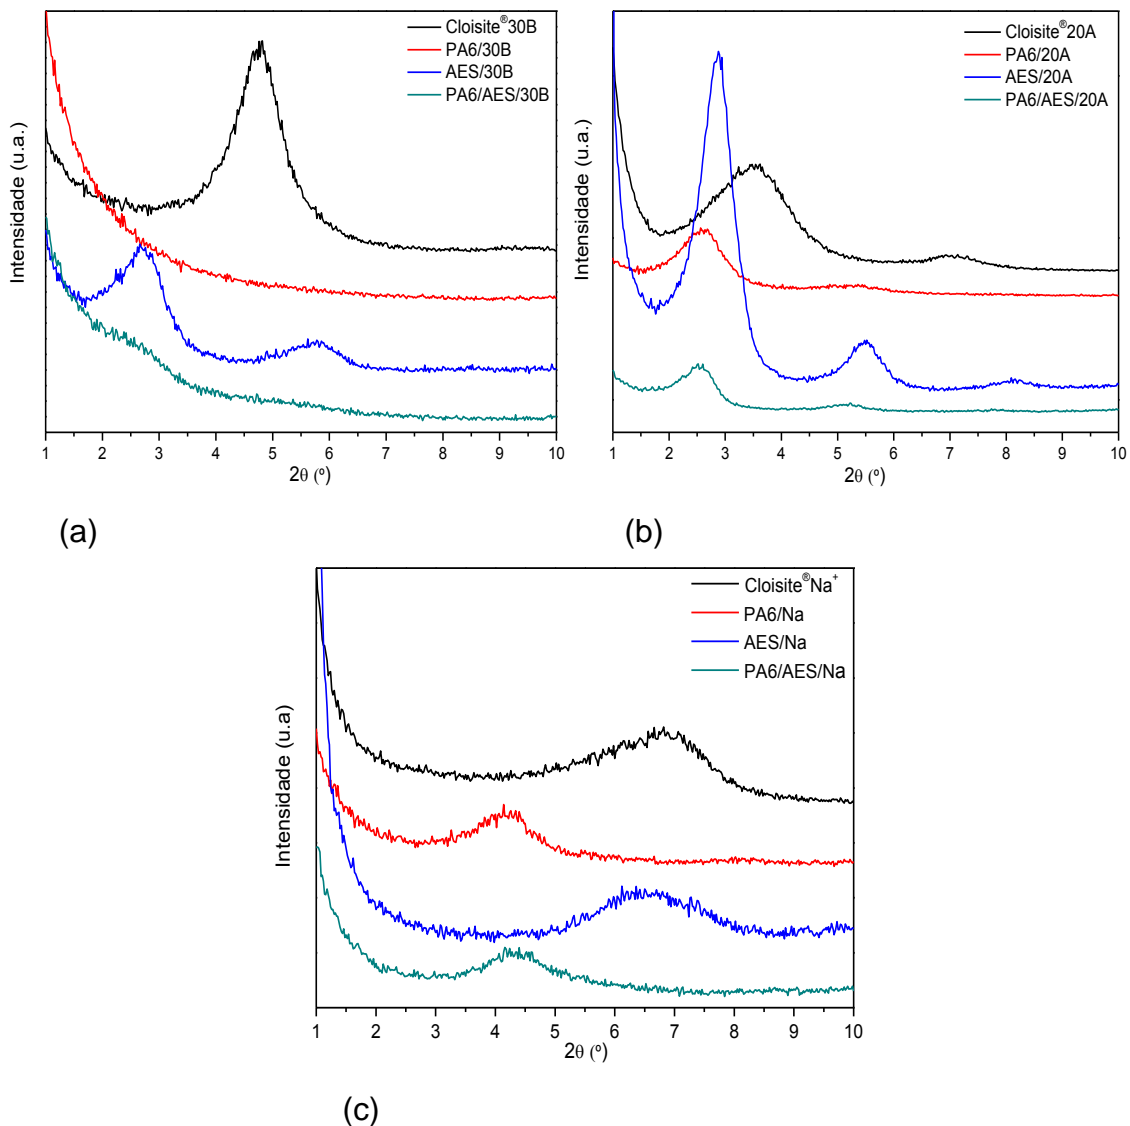 Cloisite®30B
PA6/30B
AES/30B
PA6/AES/30B
Intensidade (u.a.)
1 2 3 4 5 6 7 8 9 10
2θ (º)
(a)
Cloisite®20A
PA6/20A
AES/20A
PA6/AES/20A
Intensidade (u.a.)
1 2 3 4 5 6 7 8 9 10
2θ (º)
(b)
Cloisite®Na+
PA6/Na
AES/Na
PA6/AES/Na
Intensidade (u.a)
1 2 3 4 5 6 7 8 9 10
2θ (º)
(c)